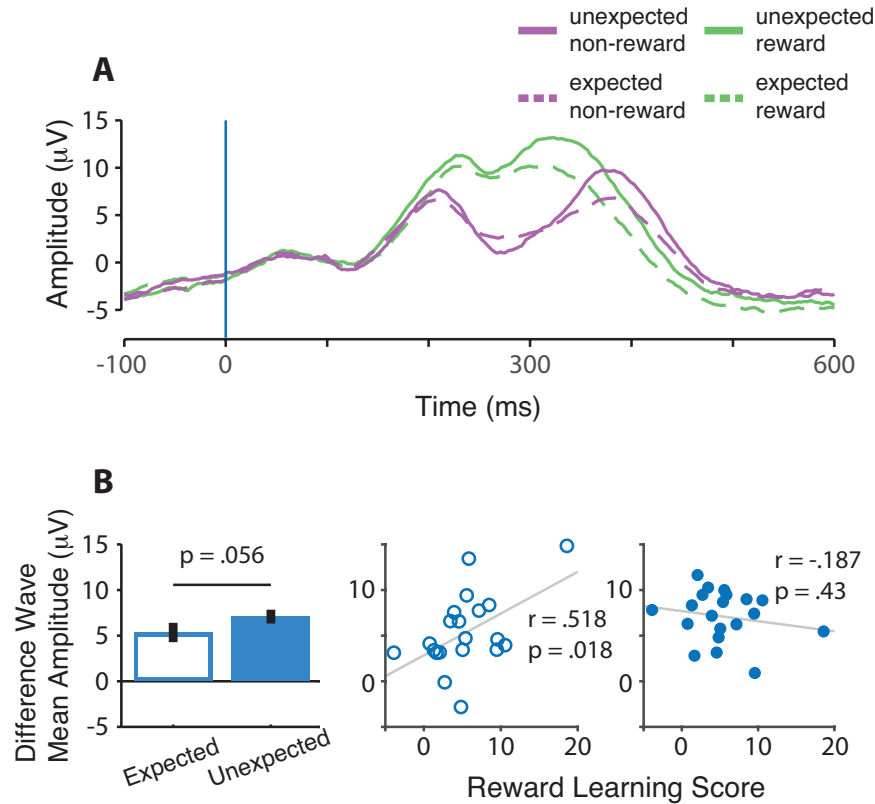 unexpected non-reward
unexpected reward
expected non-reward
expected reward
A
Amplitude (μV)
15
10
5
0
-5
-100 0 300 600
Time (ms)
B
Difference Wave
Mean Amplitude (μV)
15
10
5
0
-5
p = .056
Expected Unexpected
10
0
r = .518
p = .018
0 10 20
10
0
r = -.187
p = .43
0 10 20
Reward Learning Score